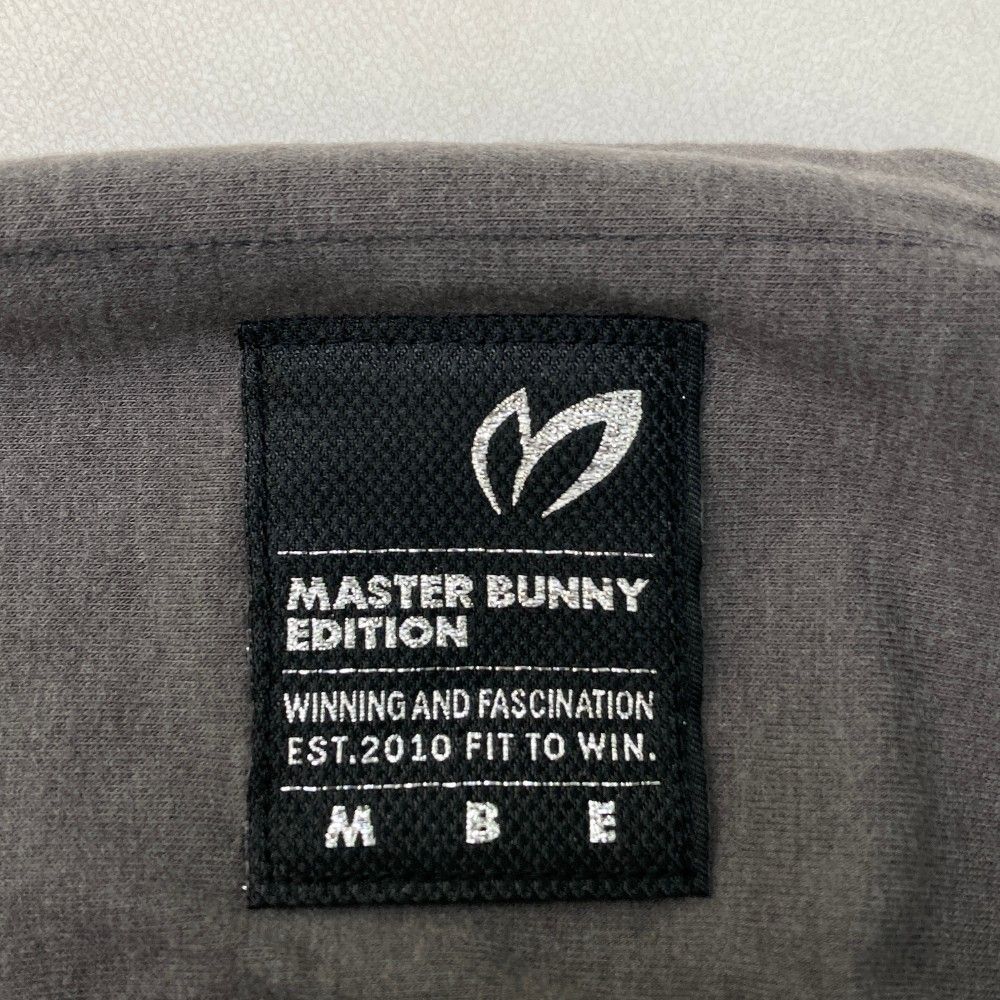 MASTER BUNNY
EDITION
WINNING AND FASCINATION
EST.2010 FIT TO WIN.
M B E